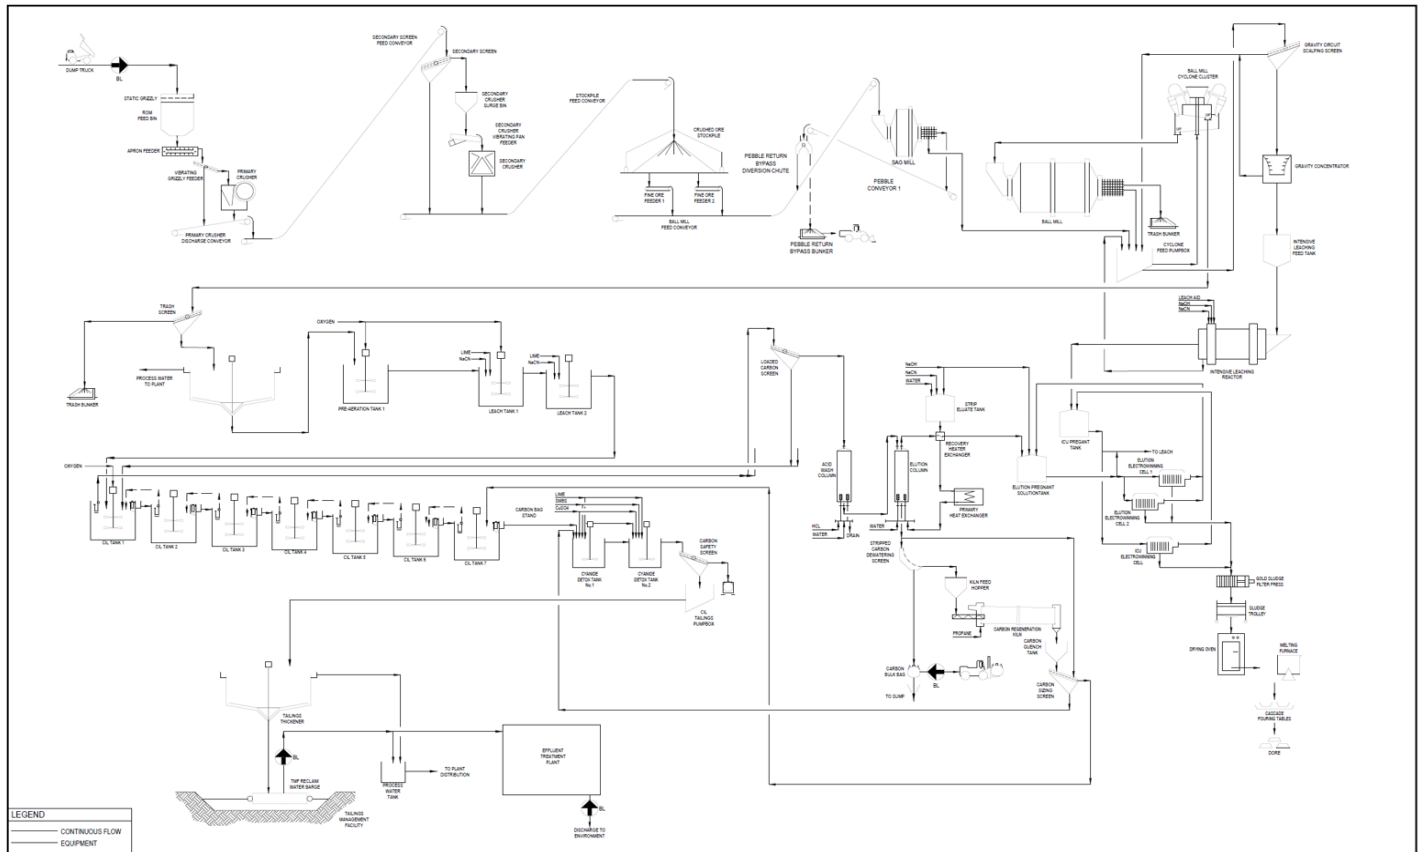 DUMP TRUCK
BL
STATIC GRIZZLY
ROM
FEED BIN
APRON FEEDER
VIBRATING
GRIZZLY FEEDER
PRIMARY
CRUSHER
PRIMARY CRUSHER
DISCHARGE CONVEYOR
SECONDARY SCREEN
FEED CONVEYOR
SECONDARY SCREEN
SECONDARY
CRUSHER
SURGE BIN
SECONDARY
CRUSHER
VIBRATING PAN
FEEDER
SECONDARY
CRUSHER
STOCKPILE
FEED CONVEYOR
CRUSHED ORE
STOCKPILE
FINE ORE
FEEDER 1
FINE ORE
FEEDER 2
BALL MILL
FEED CONVEYOR
PEBBLE RETURN
BYPASS
DIVERSION CHUTE
PEBBLE RETURN
BYPASS BUNKER
SAG MILL
PEBBLE
CONVEYOR 1
BALL MILL
TRASH BUNKER
CYCLONE
FEED PUMPBOX
BALL MILL
CYCLONE CLUSTER
GRAVITY CIRCUIT
SCALPING SCREEN
GRAVITY CONCENTRATOR
INTENSIVE
LEACHING
FEED TANK
LEACH AID
NaOH
NaCN
INTENSIVE LEACHING
REACTOR
TRASH
SCREEN
PROCESS WATER
TO PLANT
TRASH BUNKER
OXYGEN
PRE-AERATION TANK 1
LIME
NaCN
LEACH TANK 1
LIME
NaCN
LEACH TANK 2
LOADED
CARBON
SCREEN
NaOH
NaCN
WATER
STRIP
ELUATE TANK
RECOVERY
HEATER
EXCHANGER
ACID
WASH
COLUMN
ELUTION
COLUMN
PRIMARY
HEAT EXCHANGER
HCL
WATER
DRAIN
WATER
ELUTION PREGNANT
SOLUTIONTANK
ICU PREGANT
TANK
TO LEACH
ELUTION
ELECTROWINNING
CELL 1
ELUTION
ELECTROWINNING
CELL 2
ICU
ELECTROWINNING
CELL
GOLD SLUDGE
FILTER PRESS
SLUDGE
TROLLEY
DRYING OVEN
MELTING
FURNACE
CASCADE
POURING TABLES
DORE
OXYGEN
CIL TANK 1
CIL TANK 2
CIL TANK 3
CIL TANK 4
CIL TANK 5
CIL TANK 6
CIL TANK 7
CARBON BAG
STAND
LIME
SMBS
CuSO4
CYANIDE
DETOX TANK
No.1
CYANIDE
DETOX TANK
No.2
CARBON
SAFETY
SCREEN
CIL
TAILINGS
PUMPBOX
STRIPPED
CARBON
DEWATERING
SCREEN
KILN FEED
HOPPER
PROPANE
CARBON REGENERATION
KILN
CARBON
QUENCH
TANK
CARBON
SIZING
SCREEN
CARBON
BULK BAG
BL
TO SUMP
TAILINGS
THICKENER
BL
TMF RECLAIM
WATER BARGE
TAILINGS
MANAGEMENT
FACILITY
PROCESS
WATER
TANK
TO PLANT
DISTRIBUTION
EFFLUENT
TREATMENT
PLANT
BL
DISCHARGE TO
ENVIRONMENT
LEGEND
CONTINUOUS FLOW
EQUIPMENT